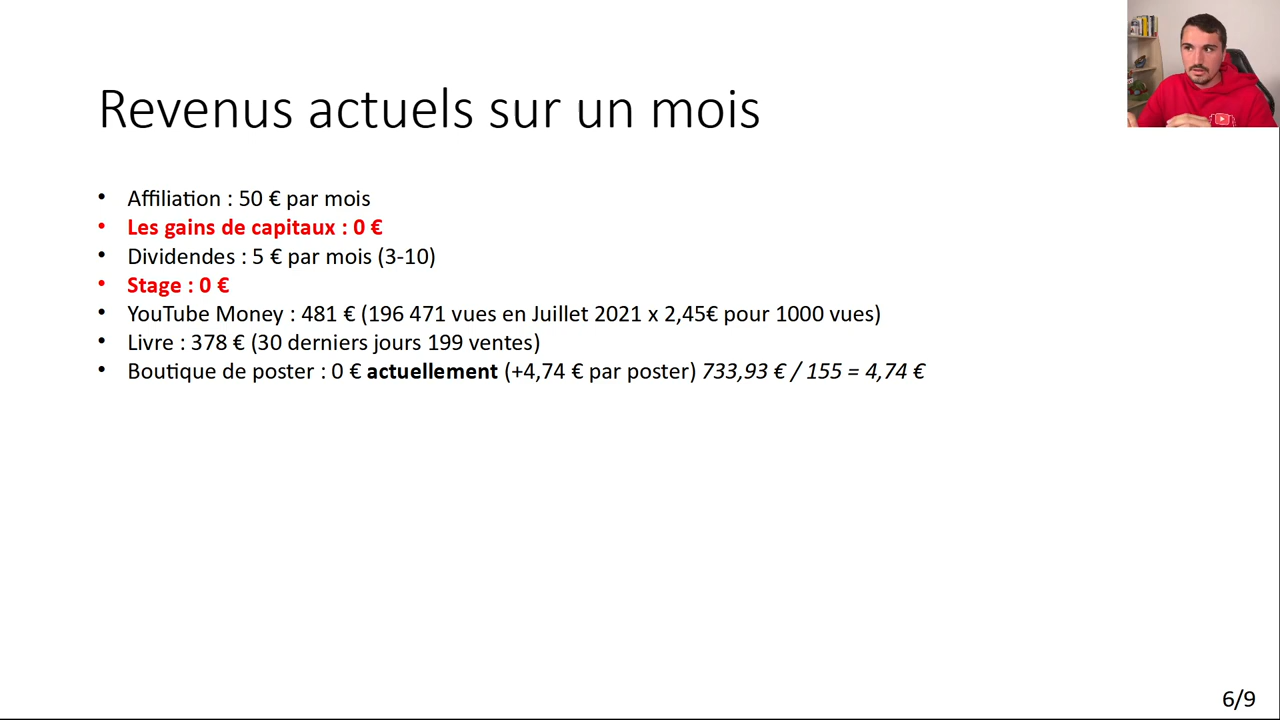 Revenus actuels sur un mois
• Affiliation : 50 € par mois
• Les gains de capitaux : 0 €
• Dividendes : 5 € par mois (3-10)
• Stage : 0 €
• YouTube Money : 481 € (196 471 vues en Juillet 2021 x 2,45€ pour 1000 vues)
• Livre : 378 € (30 derniers jours 199 ventes)
• Boutique de poster : 0 € actuellement (+4,74 € par poster) 733,93 € / 155 = 4,74 €
6/9